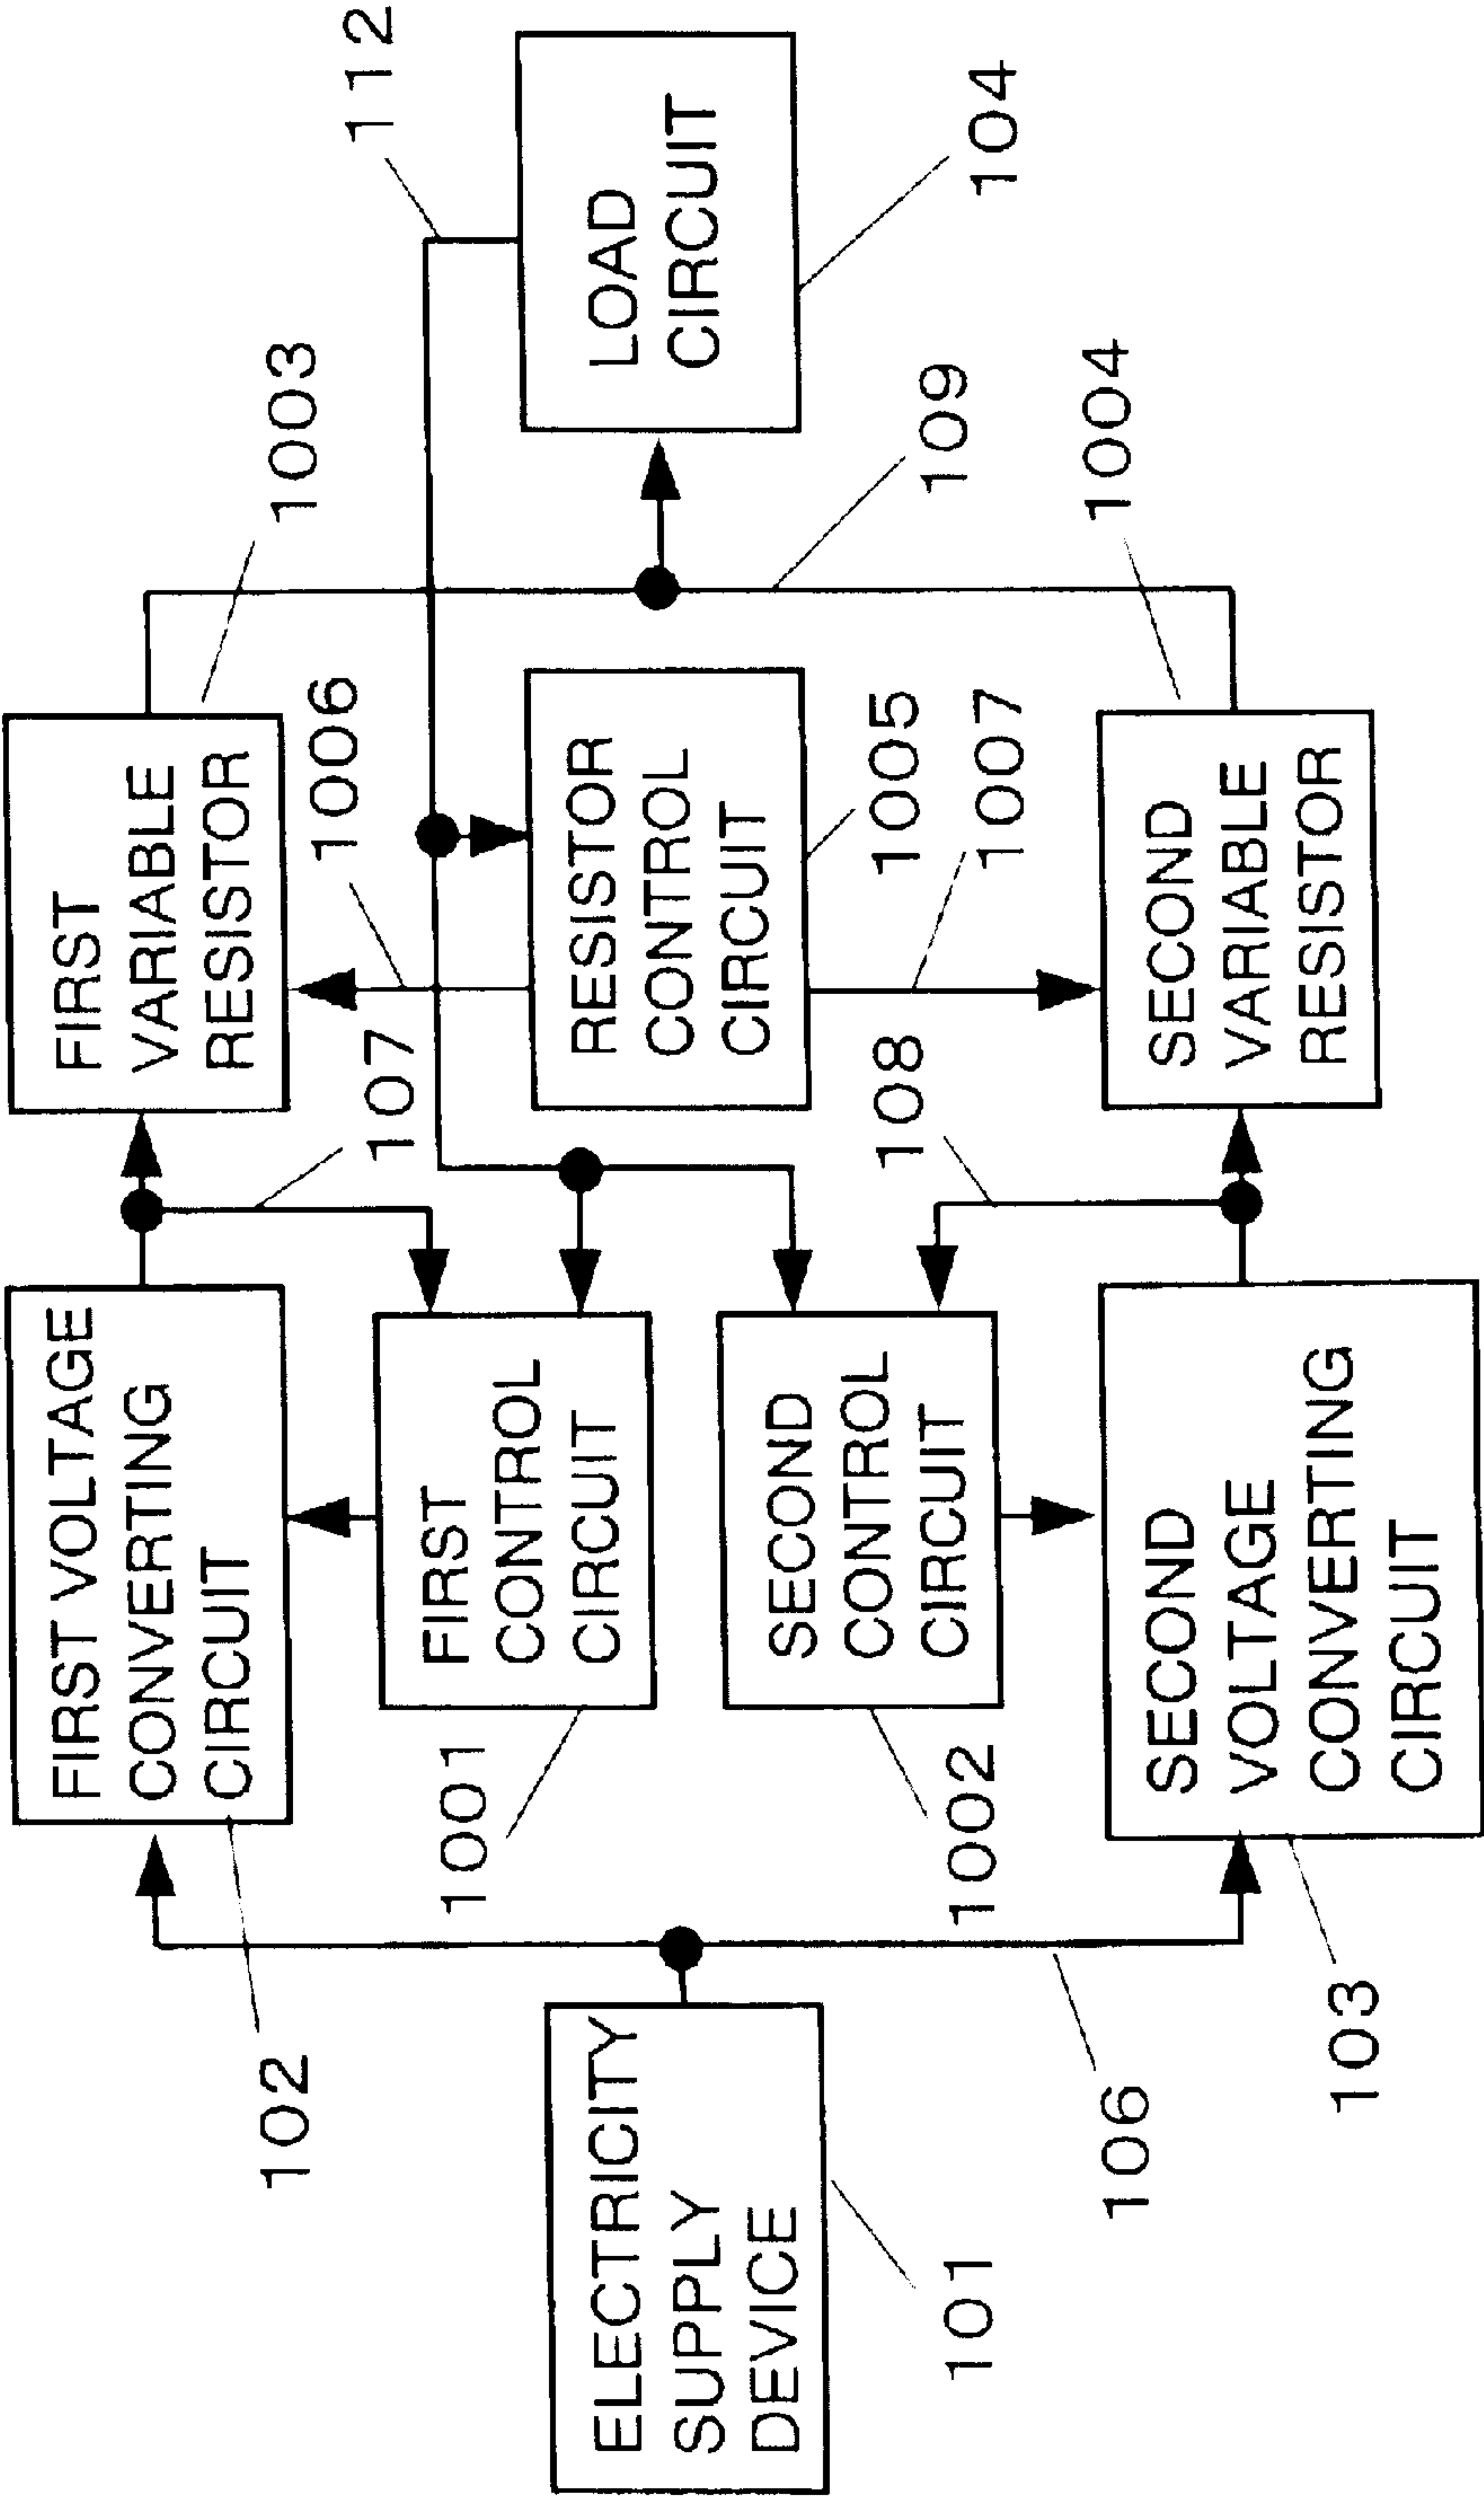 FIRST VOLTAGE
CONVERTING
CIRCUIT
102
FIRST
VARIABLE
RESISTOR
1003
107
1006
112
ELECTRICITY
SUPPLY
DEVICE
101
FIRST
CONTROL
CIRCUIT
1001
SECOND
CONTROL
CIRCUIT
1002
RESISTOR
CONTROL
CIRCUIT
1005
1007
LOAD
CIRCUIT
104
109
108
106
SECOND
VOLTAGE
CONVERTING
CIRCUIT
103
SECOND
VARIABLE
RESISTOR
1004